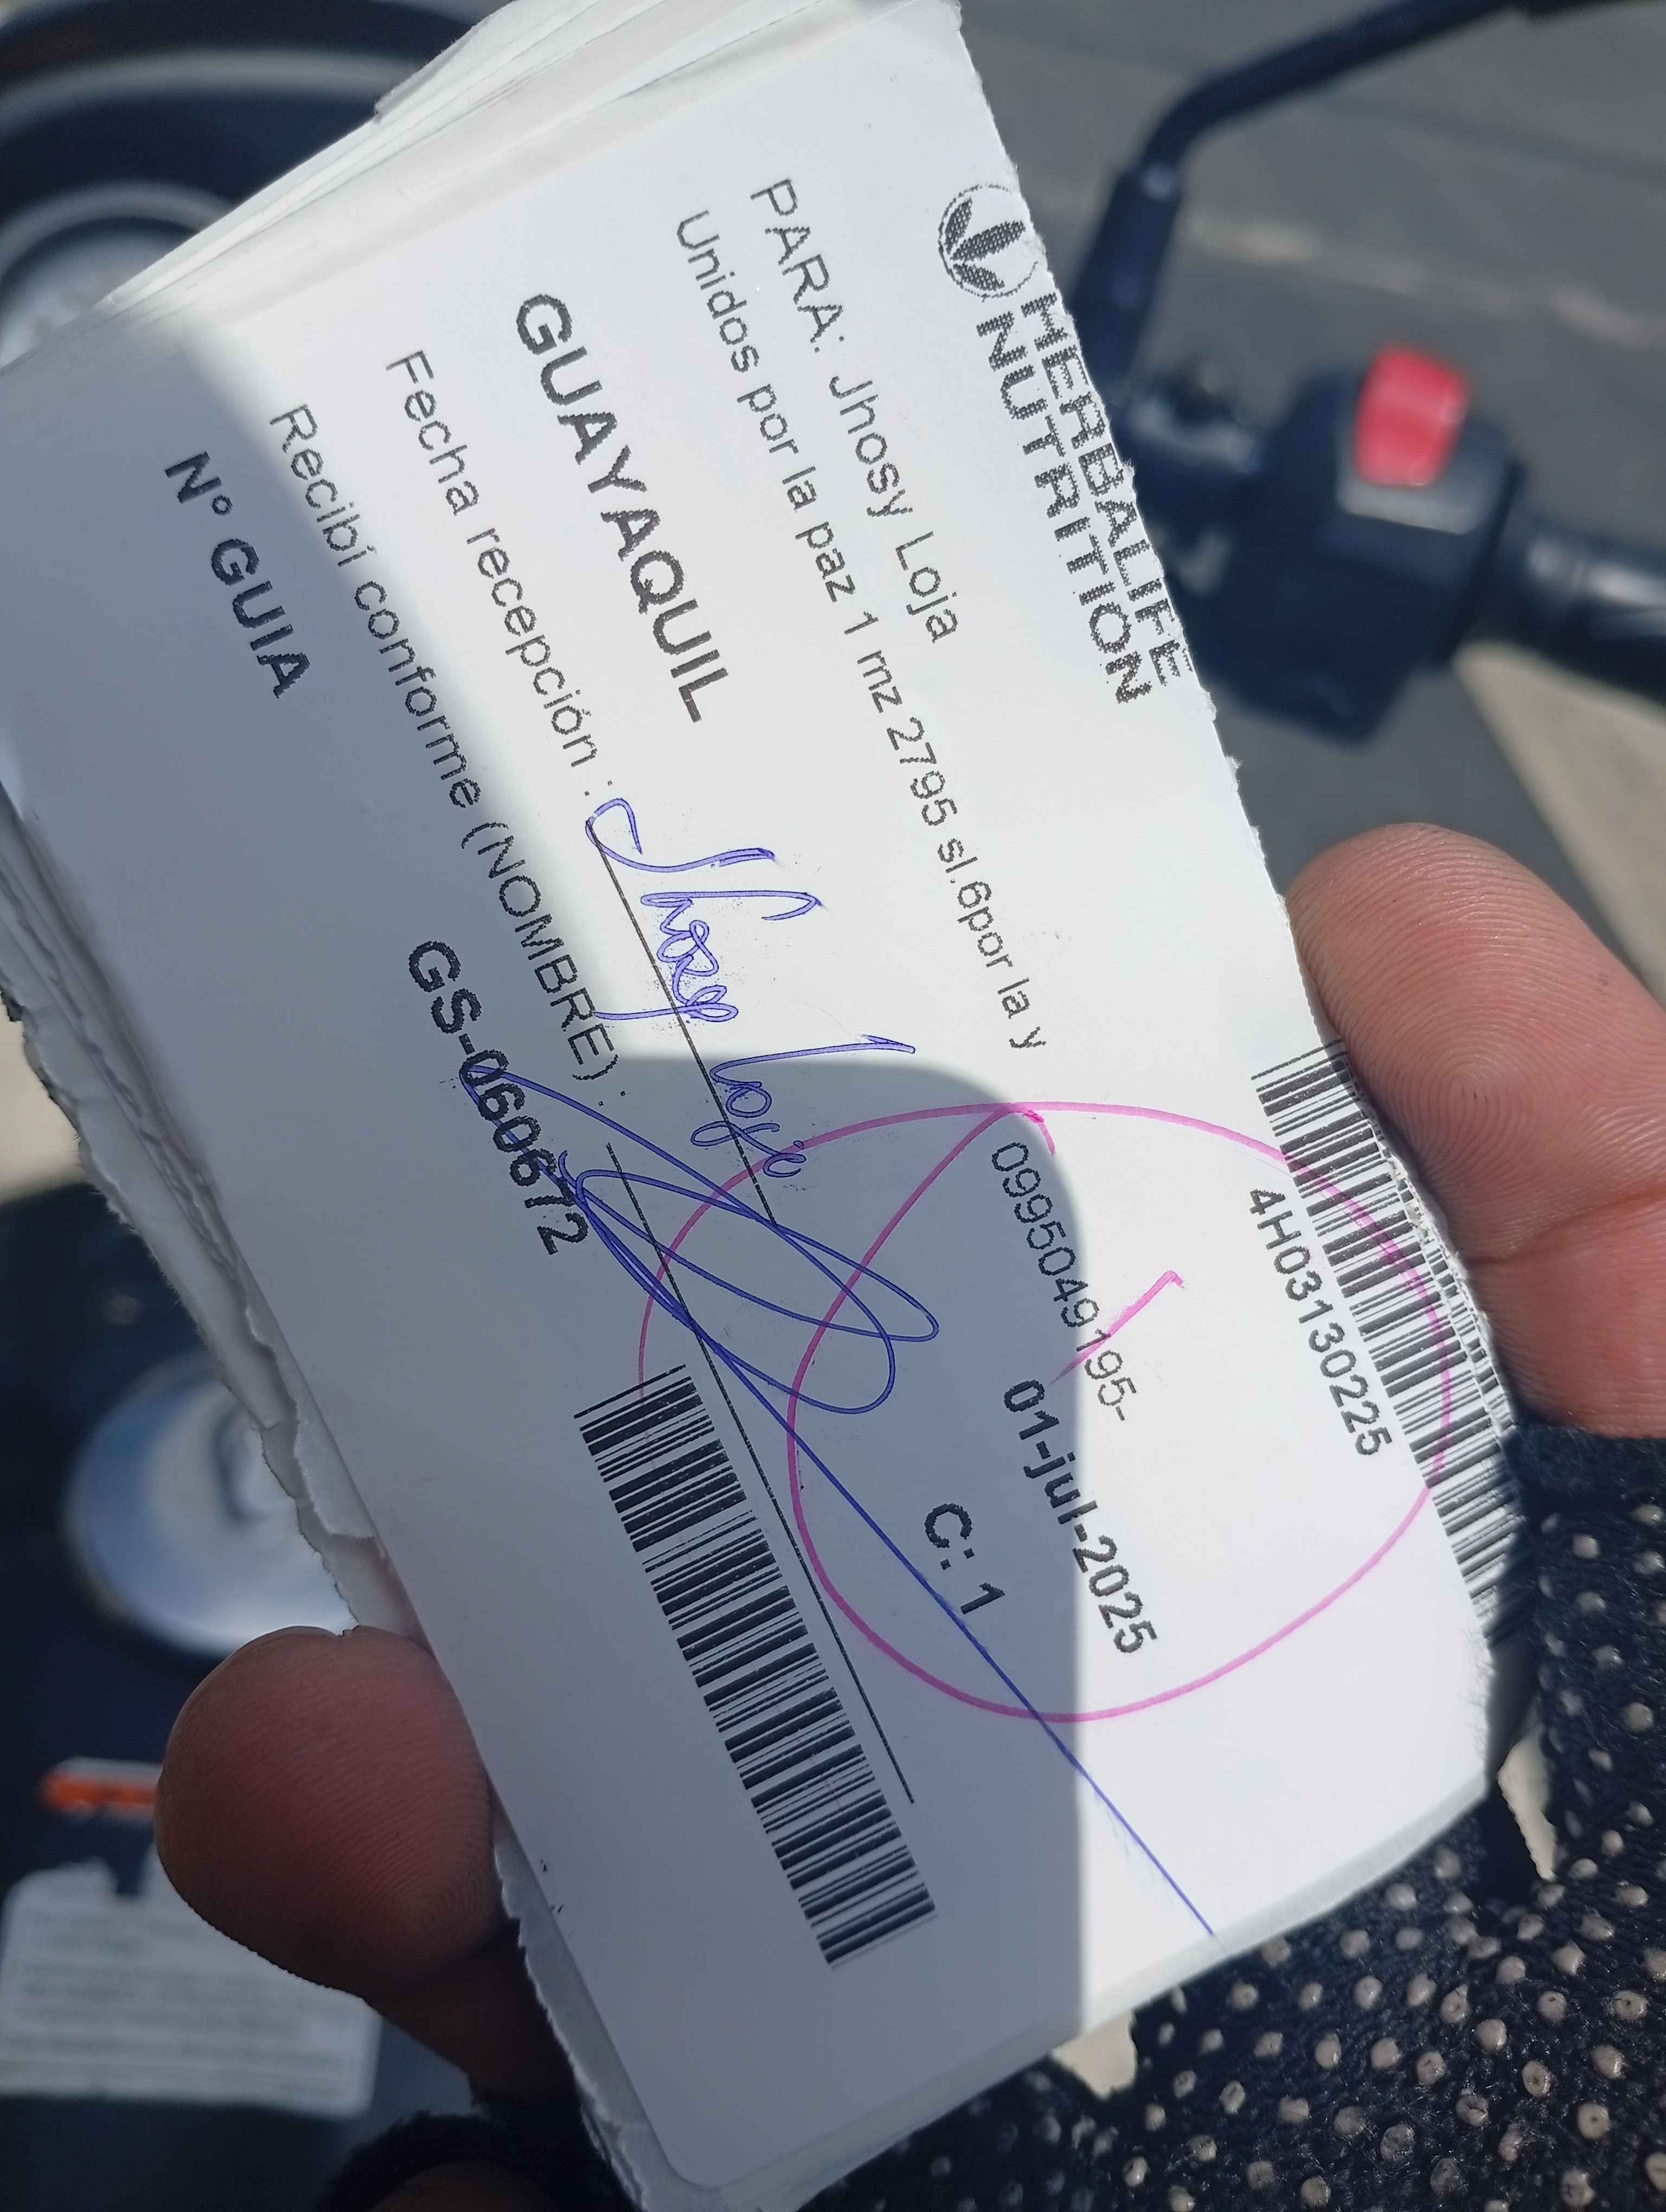 HERBALIFE
NUTRITION
4H03130225
PARA: Jhosy Loja
0995049195-
Unidos por la paz 1 mz 2795 sl.6por la y
01-jul-2025
GUAYAQUIL
C: 1
Fecha recepción :
Jhosy Loja
Recibi conforme (NOMBRE) :
N° GUIA
GS-060672